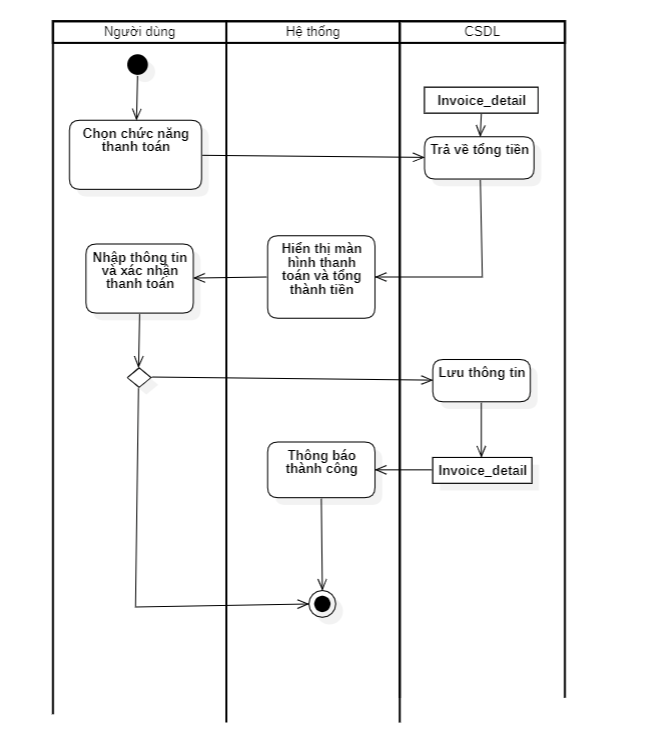 Người dùng
Hệ thống
CSDL
Invoice_detail
Chọn chức năng
thanh toán
Trả về tổng tiền
Hiển thị màn
hình thanh
toán và tổng
thành tiền
Nhập thông tin
và xác nhận
thanh toán
Lưu thông tin
Thông báo
thành công
Invoice_detail